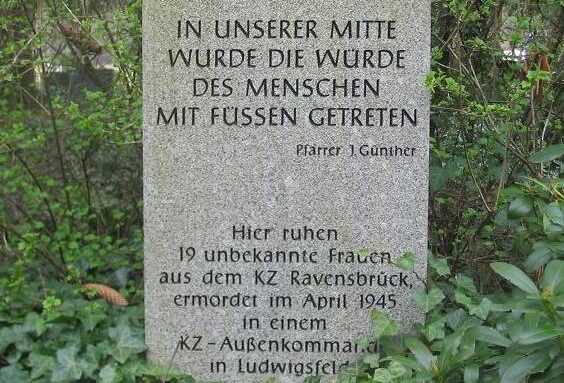 IN UNSERER MITTE
WURDE DIE WÜRDE
DES MENSCHEN
MIT FÜSSEN GETRETEN
Pfarrer J. Günther
Hier ruhen
19 unbekannte Frauen
aus dem KZ Ravensbrück,
ermordet im April 1945
in einem
KZ-Außenkommando
in Ludwigsfelde